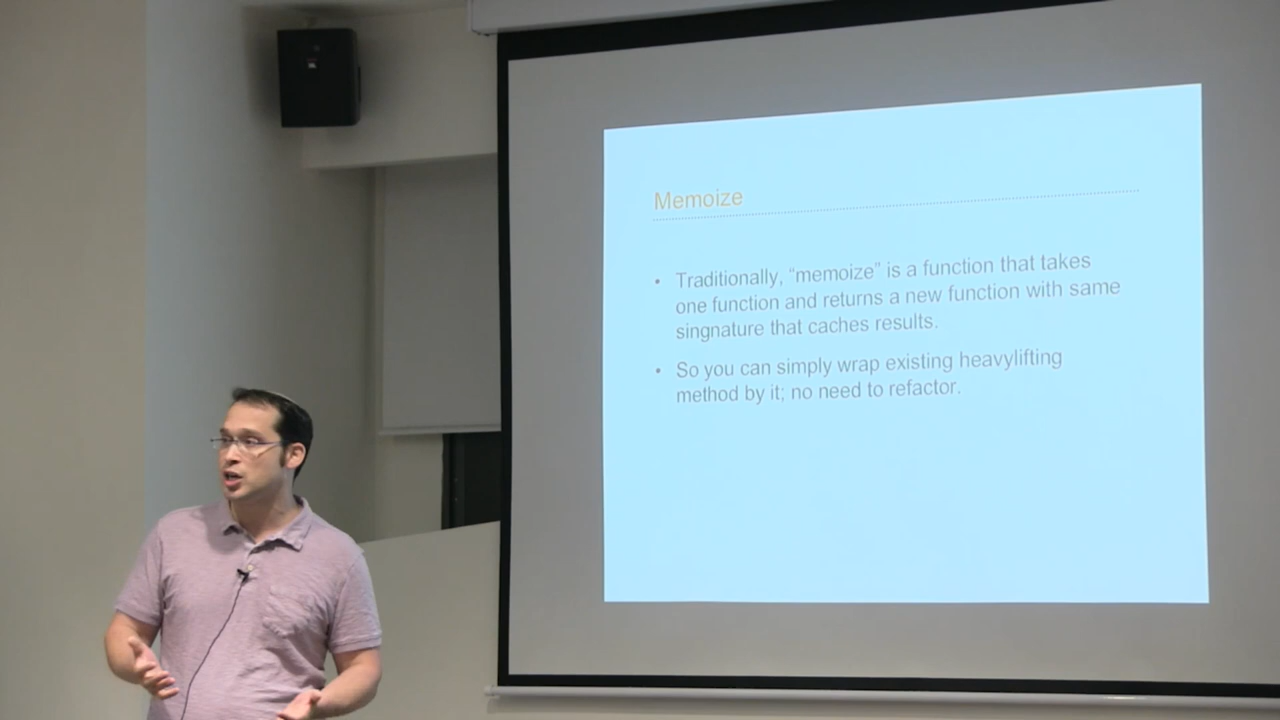 Memoize
• Traditionally, “memoize” is a function that takes
one function and returns a new function with same
singnature that caches results.
• So you can simply wrap existing heavylifting
method by it; no need to refactor.